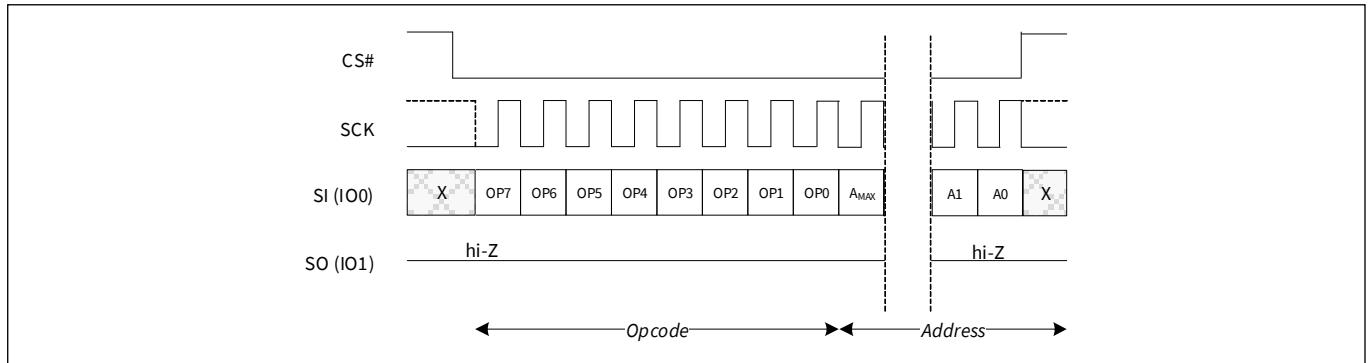 CS#
SCK
SI (IO0) X OP7 OP6 OP5 OP4 OP3 OP2 OP1 OP0 AMAX A1 A0 X
hi-Z hi-Z
SO (IO1)
Opcode Address